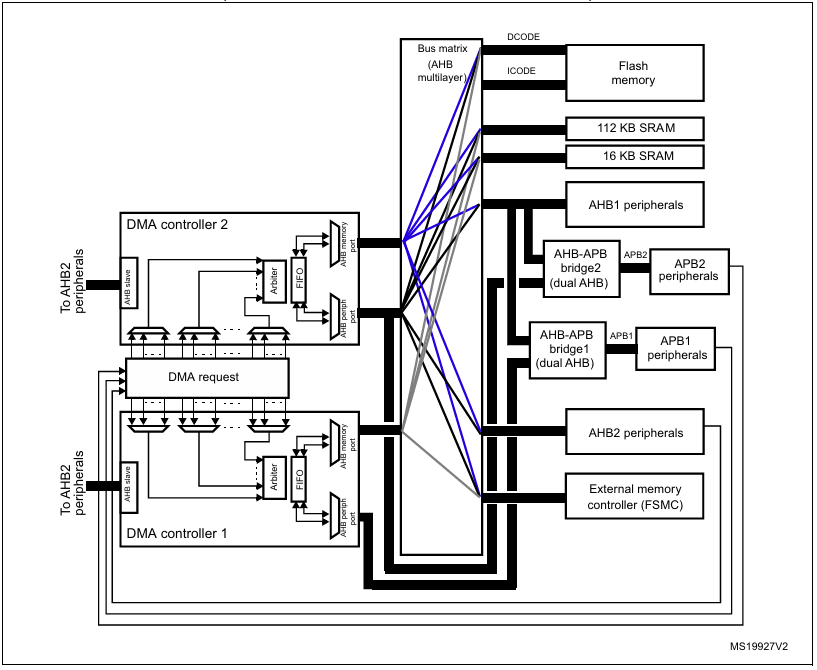 DCODE
Bus matrix
(AHB
multilayer)
ICODE
Flash
memory
112 KB SRAM
16 KB SRAM
AHB1 peripherals
DMA controller 2
To AHB2
peripherals
AHB slave
Arbiter
FIFO
AHB memory
port
AHB periph
port
AHB-APB
bridge2
(dual AHB)
APB2
APB2
peripherals
AHB-APB
bridge1
(dual AHB)
APB1
APB1
peripherals
DMA request
AHB2 peripherals
To AHB2
peripherals
AHB slave
Arbiter
FIFO
AHB memory
port
AHB periph
port
DMA controller 1
External memory
controller (FSMC)
MS19927V2